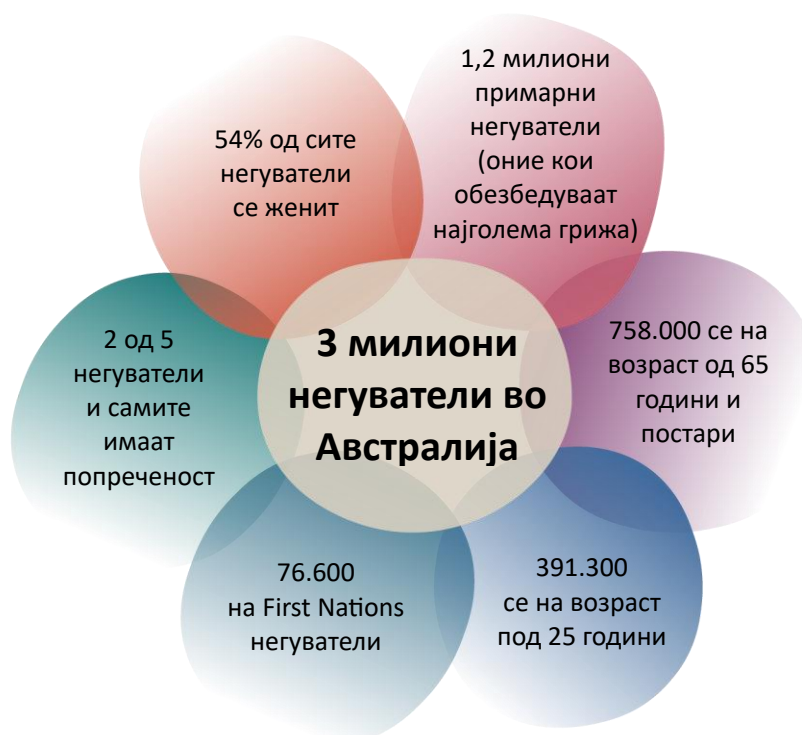 1,2 милиони
примарни
негуватели
(оние кои
обезбедуваат
најголема грижа)
758.000 се на
возраст од 65
години и
постари
391.300
се на возраст
под 25 години
76.600
на First Nations
негуватели
2 од 5
негуватели
и самите
имаат
попреченост
54% од сите
негуватели
се женит
3 милиони
негуватели во
Австралија